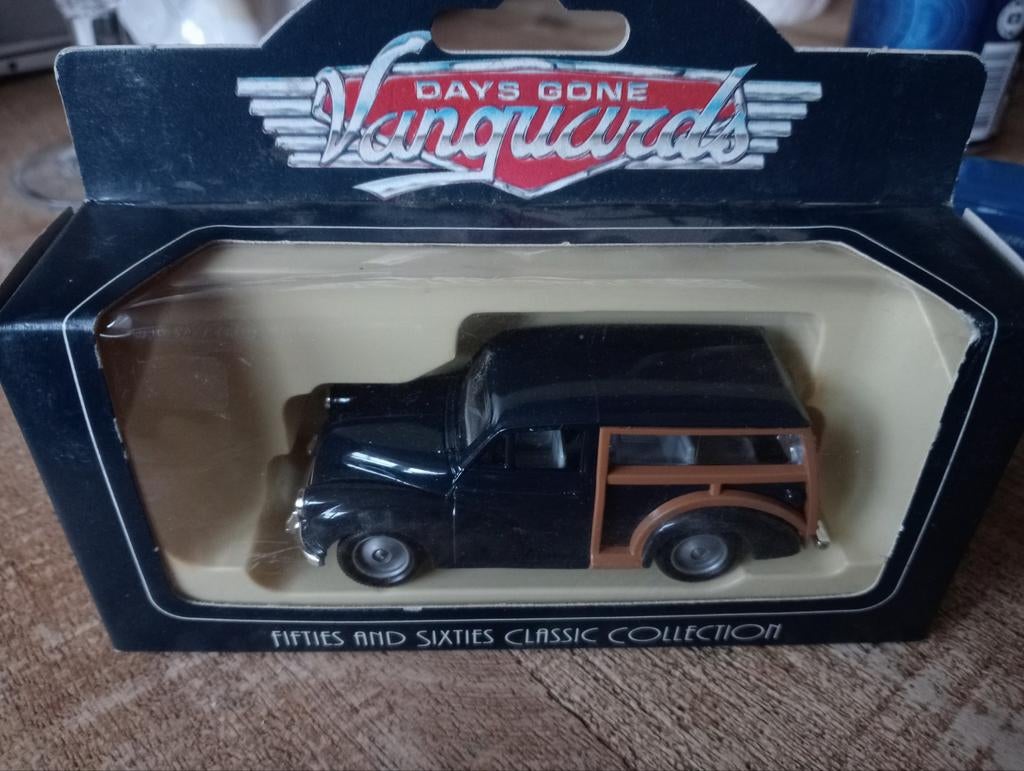 DAYS GONE
Vanguards
FIFTIES AND SIXTIES CLASSIC COLLECTION